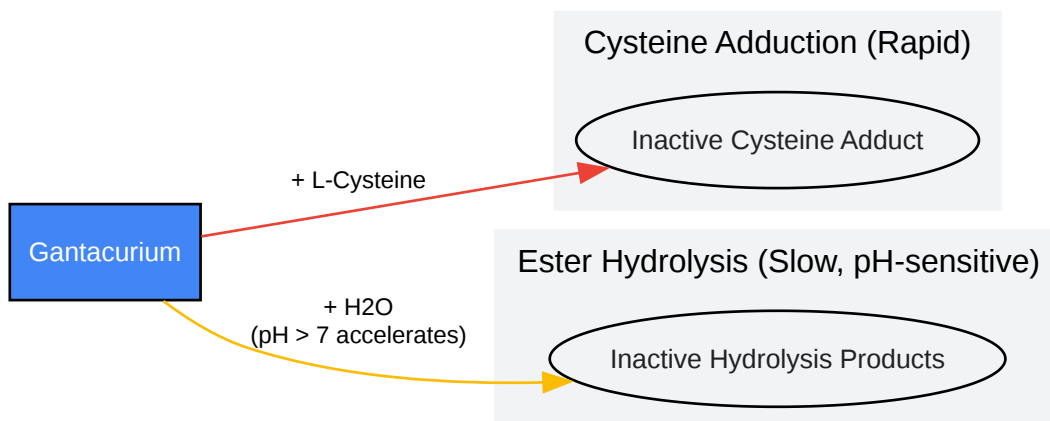 Cysteine Adduction (Rapid)
Inactive Cysteine Adduct
+ L-Cysteine
Gantacurium
Ester Hydrolysis (Slow, pH-sensitive)
+ H2O
(pH > 7 accelerates)
Inactive Hydrolysis Products